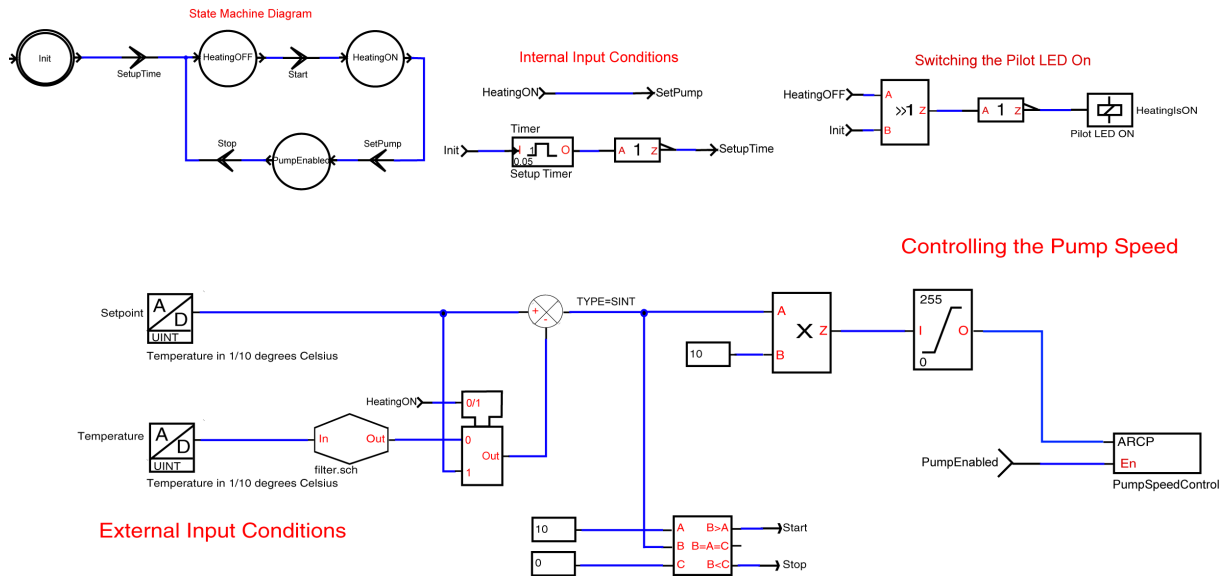 State Machine Diagram
Init
SetupTime
HeatingOFF
Start
HeatingON
Stop
PumpEnabled
SetPump
Internal Input Conditions
HeatingON
SetPump
Timer
Init
I
1
O
0.05
Setup Timer
A 1 Z
SetupTime
Switching the Pilot LED On
HeatingOFF
A
>>1 Z
Init
B
A 1 Z
HeatingIsON
Pilot LED ON
Controlling the Pump Speed
Setpoint
A
D
UINT
Temperature in 1/10 degrees Celsius
+
-
TYPE=SINT
A
X Z
10
B
255
I
O
0
HeatingON
0/1
Temperature
A
D
UINT
In
Out
filter.sch
0
Out
1
Temperature in 1/10 degrees Celsius
ARCP
PumpEnabled
En
PumpSpeedControl
External Input Conditions
10
A B>A
Start
B B=A=C
0
C B<C
Stop